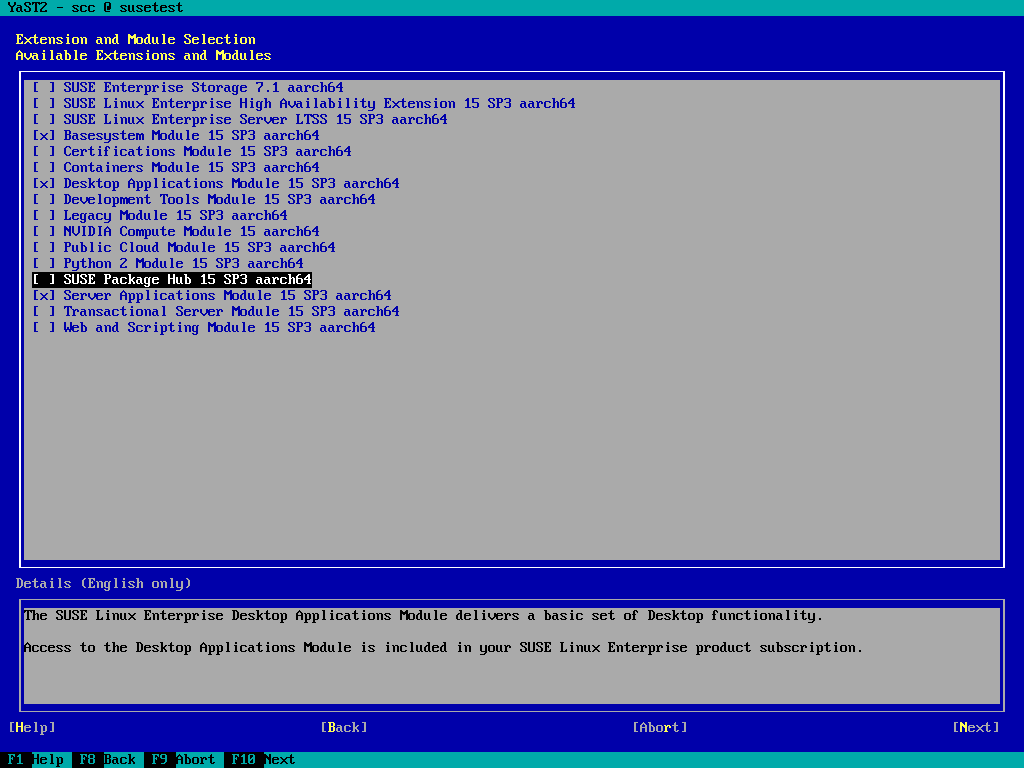 YaST2 - scc @ susetest
Extension and Module Selection
Available Extensions and Modules
[ ] SUSE Enterprise Storage 7.1 aarch64
[ ] SUSE Linux Enterprise High Availability Extension 15 SP3 aarch64
[ ] SUSE Linux Enterprise Server LTSS 15 SP3 aarch64
[x] Basesystem Module 15 SP3 aarch64
[ ] Certifications Module 15 SP3 aarch64
[ ] Containers Module 15 SP3 aarch64
[x] Desktop Applications Module 15 SP3 aarch64
[ ] Development Tools Module 15 SP3 aarch64
[ ] Legacy Module 15 SP3 aarch64
[ ] NVIDIA Compute Module 15 aarch64
[ ] Public Cloud Module 15 SP3 aarch64
[ ] Python 2 Module 15 SP3 aarch64
[ ] SUSE Package Hub 15 SP3 aarch64
[x] Server Applications Module 15 SP3 aarch64
[ ] Transactional Server Module 15 SP3 aarch64
[ ] Web and Scripting Module 15 SP3 aarch64
Details (English only)
The SUSE Linux Enterprise Desktop Applications Module delivers a basic set of Desktop functionality.
Access to the Desktop Applications Module is included in your SUSE Linux Enterprise product subscription.
[Help] [Back] [Abort] [Next]
F1 Help F8 Back F9 Abort F10 Next